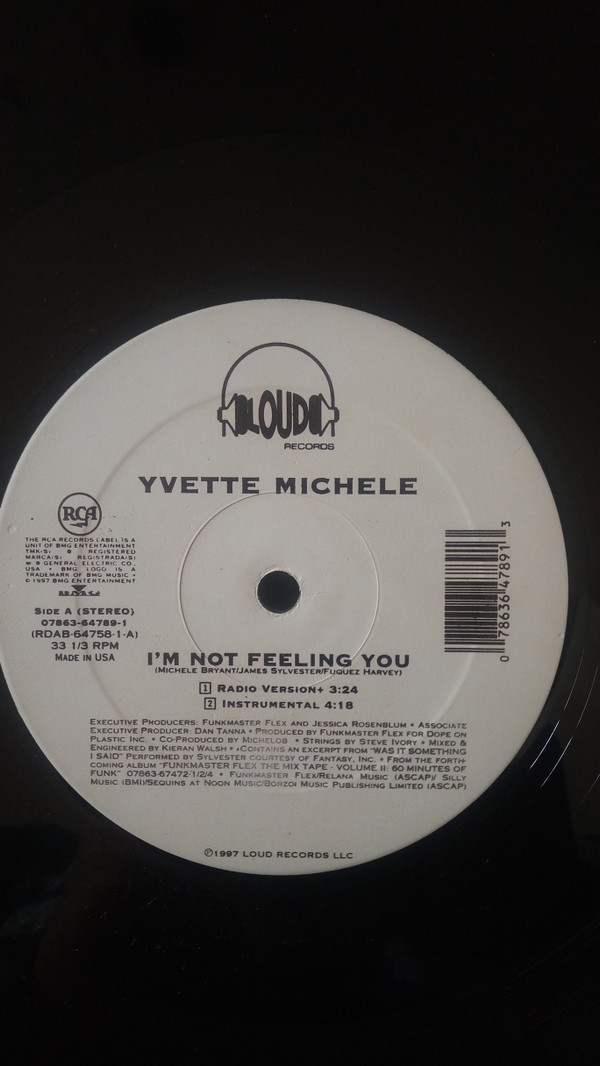 LOUD
RECORDS
YVETTE MICHELE
RCA
THE RCA RECORDS LABEL IS A
UNIT OF BMG ENTERTAINMENT
TMK(S) ® REGISTERED
MARCA(S) REGISTRADA(S)
GENERAL ELECTRIC CO.,
USA • BMG LOGO IS A
TRADEMARK OF BMG MUSIC •
© 1997 BMG ENTERTAINMENT
BMG
SIDE A (STEREO)
07863-64789-1
(RDAB-64758-1-A)
33 1/3 RPM
MADE IN USA
0 78636 47891 3
I'M NOT FEELING YOU
(MICHELE BRYANT/JAMES SYLVESTER/FUQUEZ HARVEY)
1 RADIO VERSION+ 3:24
2 INSTRUMENTAL 4:18
EXECUTIVE PRODUCERS: FUNKMASTER FLEX AND JESSICA ROSENBLUM • ASSOCIATE
EXECUTIVE PRODUCER: DAN TANNA • PRODUCED BY FUNKMASTER FLEX FOR DOPE ON
PLASTIC INC. • CO-PRODUCED BY MICHELOB • STRINGS BY STEVE IVORY • MIXED &
ENGINEERED BY KIERAN WALSH • +CONTAINS AN EXCERPT FROM "WAS IT SOMETHING
I SAID" PERFORMED BY SYLVESTER COURTESY OF FANTASY, INC. • FROM THE FORTH-
COMING ALBUM "FUNKMASTER FLEX THE MIX TAPE - VOLUME II: 60 MINUTES OF
FUNK" 07863-67472-1/2/4 • FUNKMASTER FLEX/RELANA MUSIC (ASCAP)/ SILLY
MUSIC (BMI)/SEQUINS AT NOON MUSIC/BORZOI MUSIC PUBLISHING LIMITED (ASCAP)
℗1997 LOUD RECORDS LLC